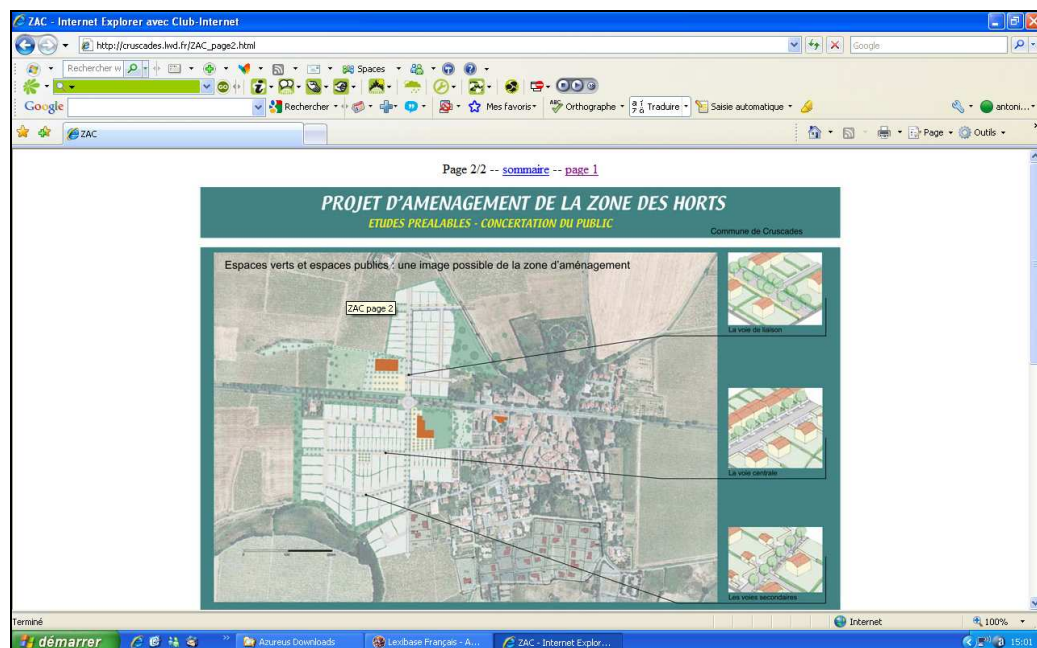 ZAC - Internet Explorer avec Club-Internet
http://cruscades.lwd.fr/ZAC_page2.html
Google
Rechercher w
Spaces
Google
Rechercher
Mes favoris
Orthographe
Traduire
Saisie automatique
antoni...
ZAC
Page
Outils
Page 2/2 -- sommaire -- page 1
PROJET D'AMENAGEMENT DE LA ZONE DES HORTS
ETUDES PREALABLES - CONCERTATION DU PUBLIC
Commune de Cruscades
Espaces verts et espaces publics : une image possible de la zone d'aménagement
ZAC page 2
La voie de liaison
La voie centrale
Les voies secondaires
Terminé
Internet
100%
démarrer
Azureus Downloads
Lexibase Français - A...
ZAC - Internet Explor...
15:01